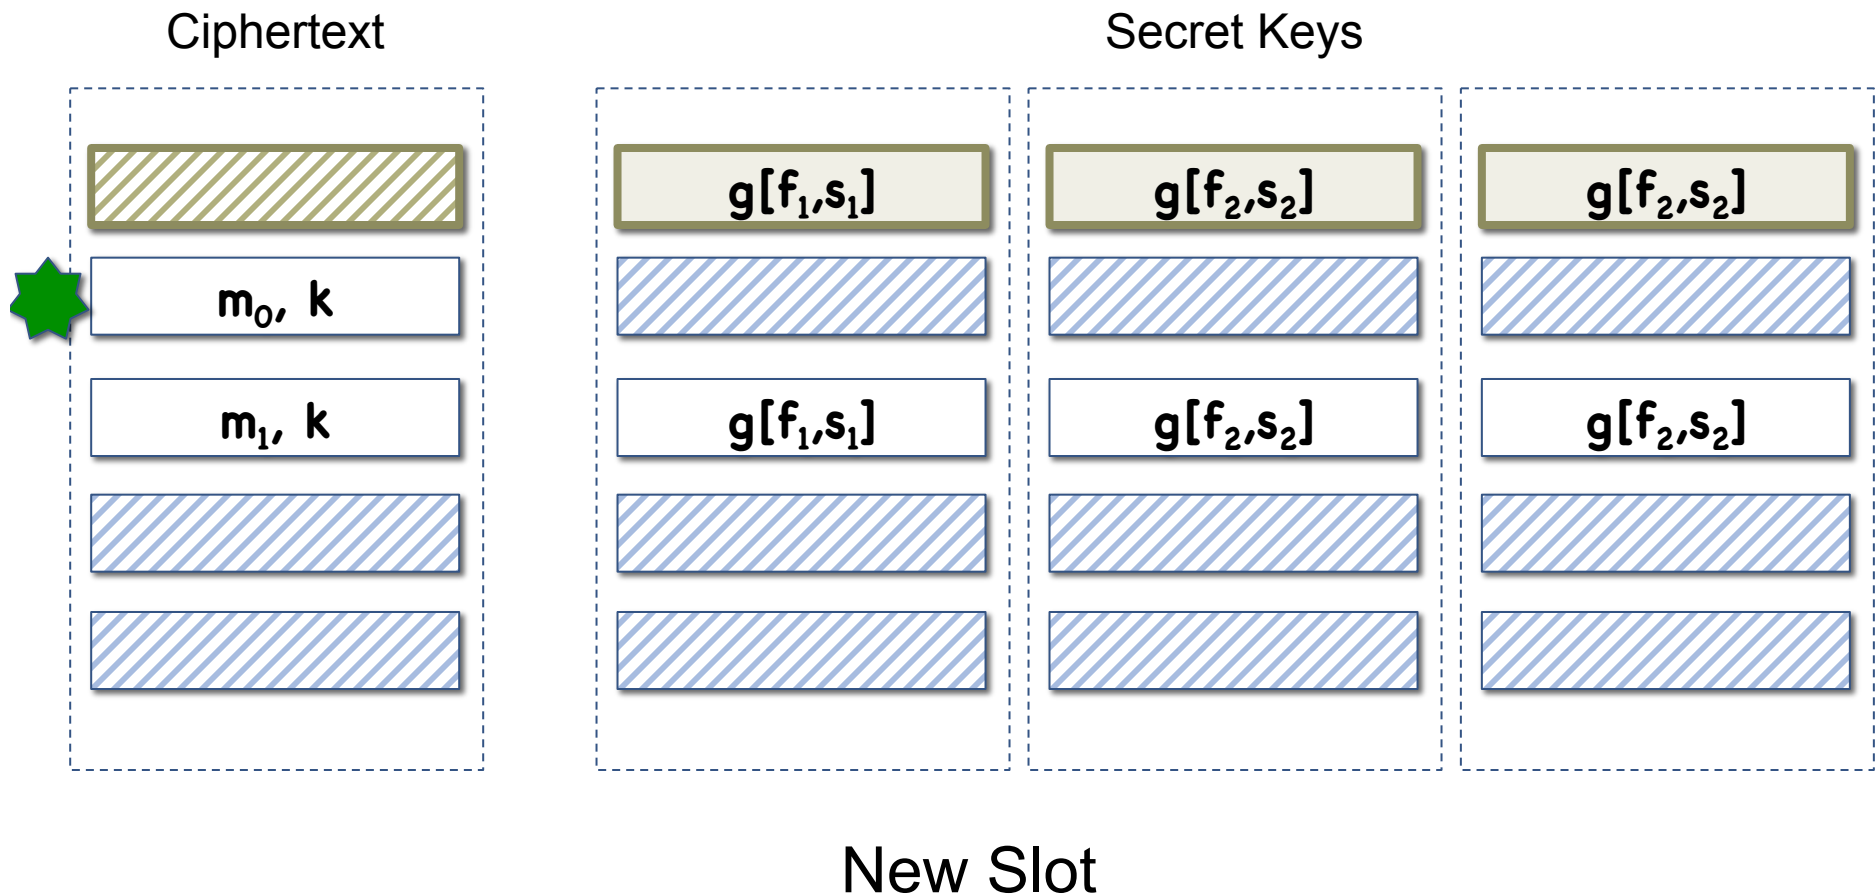 Ciphertext Secret Keys
g[f₁,s₁] g[f₂,s₂] g[f₂,s₂]
m₀, k
m₁, k g[f₁,s₁] g[f₂,s₂] g[f₂,s₂]
New Slot